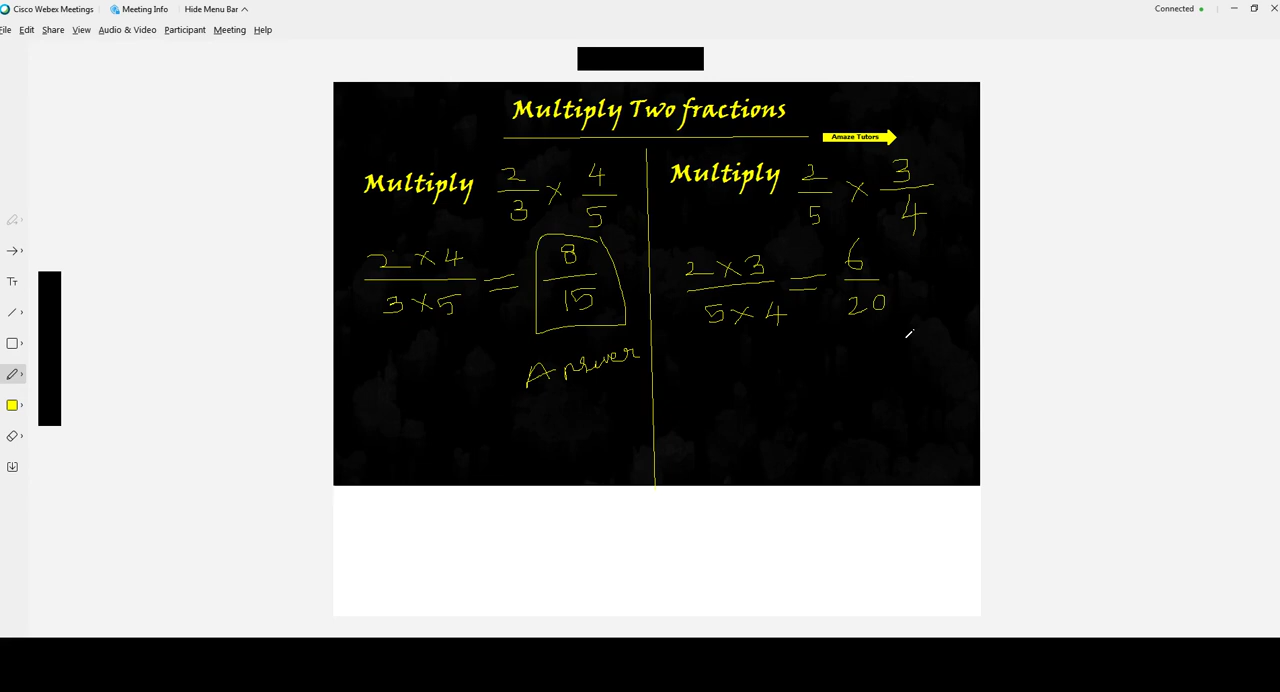 Cisco Webex Meetings Meeting Info Hide Menu Bar Connected
File Edit Share View Audio & Video Participant Meeting Help
Multiply Two fractions
Amaze Tutors
Multiply 2/3 × 4/5
2 × 4 / 3 × 5 = 8/15
Answer
Multiply 2/5 × 3/4
2 × 3 / 5 × 4 = 6/20
Tт